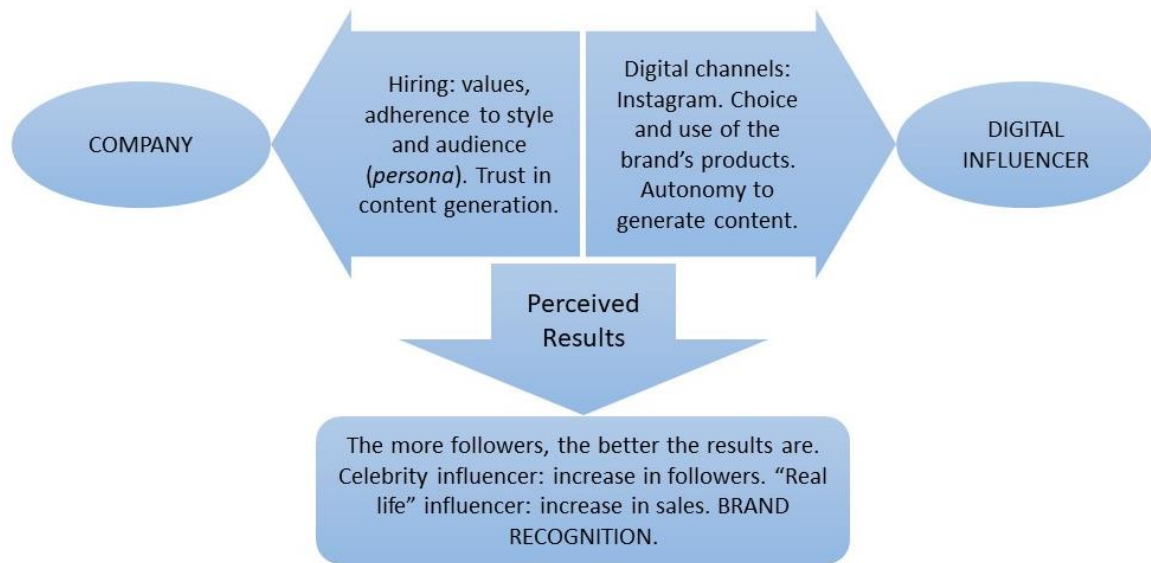 COMPANY
Hiring: values,
adherence to style
and audience
(persona). Trust in
content generation.
Digital channels:
Instagram. Choice
and use of the
brand’s products.
Autonomy to
generate content.
DIGITAL
INFLUENCER
Perceived
Results
The more followers, the better the results are.
Celebrity influencer: increase in followers. “Real
life” influencer: increase in sales. BRAND
RECOGNITION.